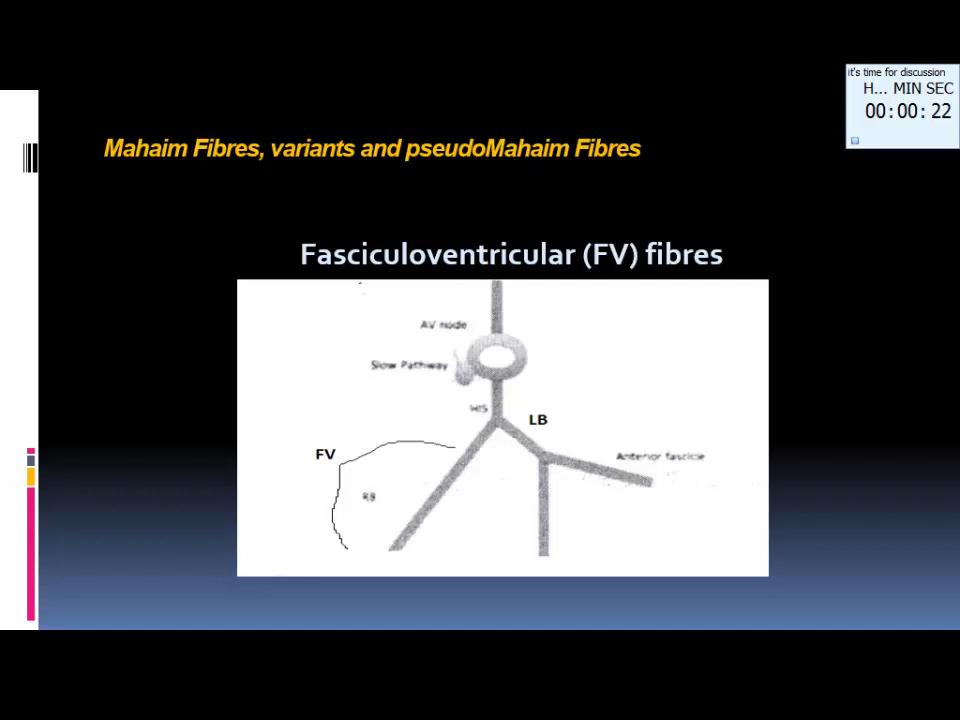 it's time for discussion
H... MIN SEC
00:00:22
Mahaim Fibres, variants and pseudoMahaim Fibres
Fasciculoventricular (FV) fibres
AV node
Slow Pathway
HIS
LB
FV
Anterior fascicle
RB